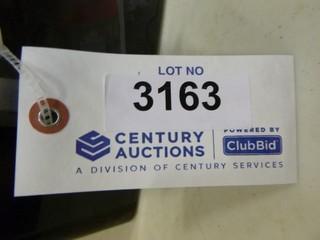 LOT NO
3163
CENTURY
AUCTIONS
POWERED BY
ClubBid
A DIVISION OF CENTURY SERVICES